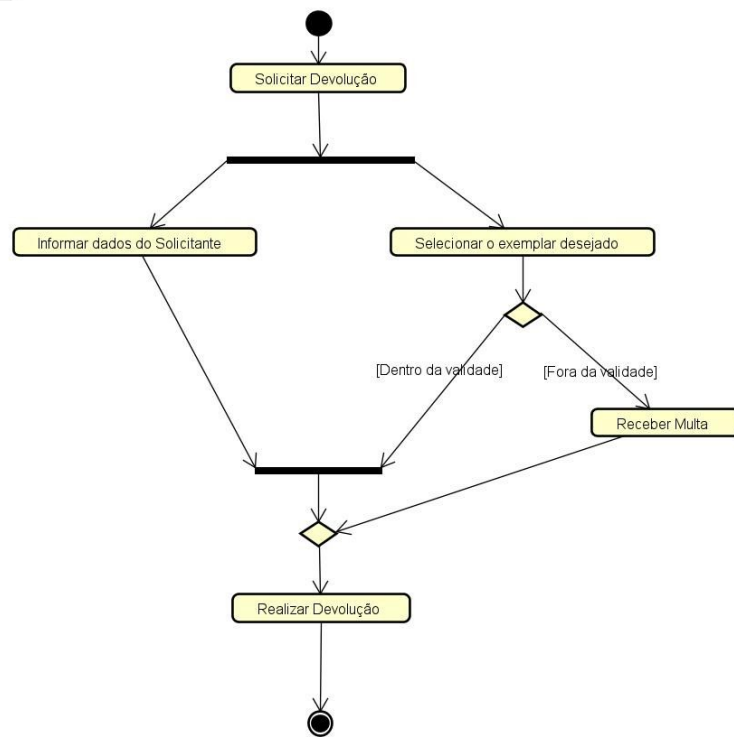 Solicitar Devolução
Informar dados do Solicitante
Selecionar o exemplar desejado
[Dentro da validade]
[Fora da validade]
Receber Multa
Realizar Devolução